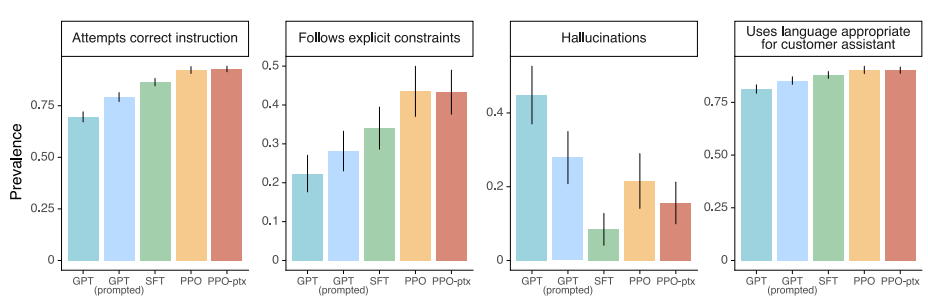 Attempts correct instruction
Follows explicit constraints
Hallucinations
Uses language appropriate
for customer assistant
Prevalence
0.75
0.50
0.25
0
GPT
GPT
(prompted)
SFT
PPO
PPO-ptx
0.5
0.4
0.3
0.2
0.1
0
GPT
GPT
(prompted)
SFT
PPO
PPO-ptx
0.4
0.2
0
GPT
GPT
(prompted)
SFT
PPO
PPO-ptx
0.75
0.50
0.25
0
GPT
GPT
(prompted)
SFT
PPO
PPO-ptx